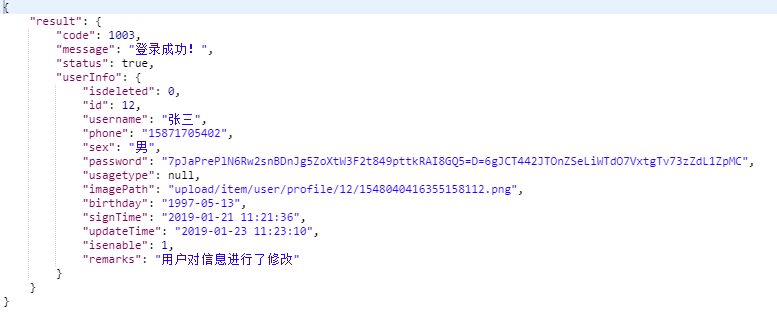 {
"result": {
"code": 1003,
"message": "登录成功！",
"status": true,
"userInfo": {
"isdeleted": 0,
"id": 12,
"username": "张三",
"phone": "15871705402",
"sex": "男",
"password": "7pJaPrePlN6Rw2snBDnJg5ZoXtW3F2t849pttkRAI8GQ5=D=6gJCT442JTOnZSeLiWTdO7VxtgTv73zZdL1ZpMC",
"usagetype": null,
"imagePath": "upload/item/user/profile/12/1548040416355158112.png",
"birthday": "1997-05-13",
"signTime": "2019-01-21 11:21:36",
"updateTime": "2019-01-23 11:23:10",
"isenable": 1,
"remarks": "用户对信息进行了修改"
}
}
}